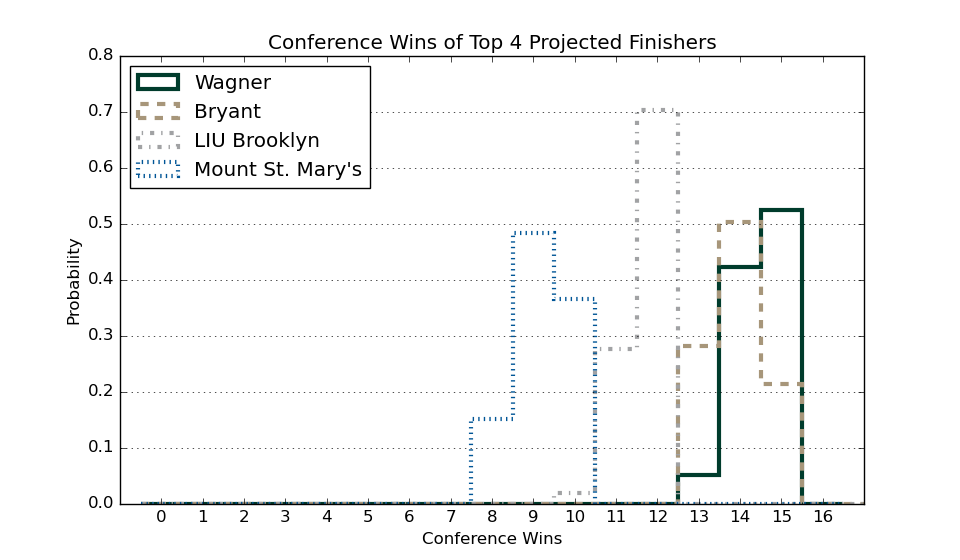 Conference Wins of Top 4 Projected Finishers
0.8
0.7
0.6
0.5
0.4
0.3
0.2
0.1
0.0
Probability
Wagner
Bryant
LIU Brooklyn
Mount St. Mary's
0 1 2 3 4 5 6 7 8 9 10 11 12 13 14 15 16
Conference Wins